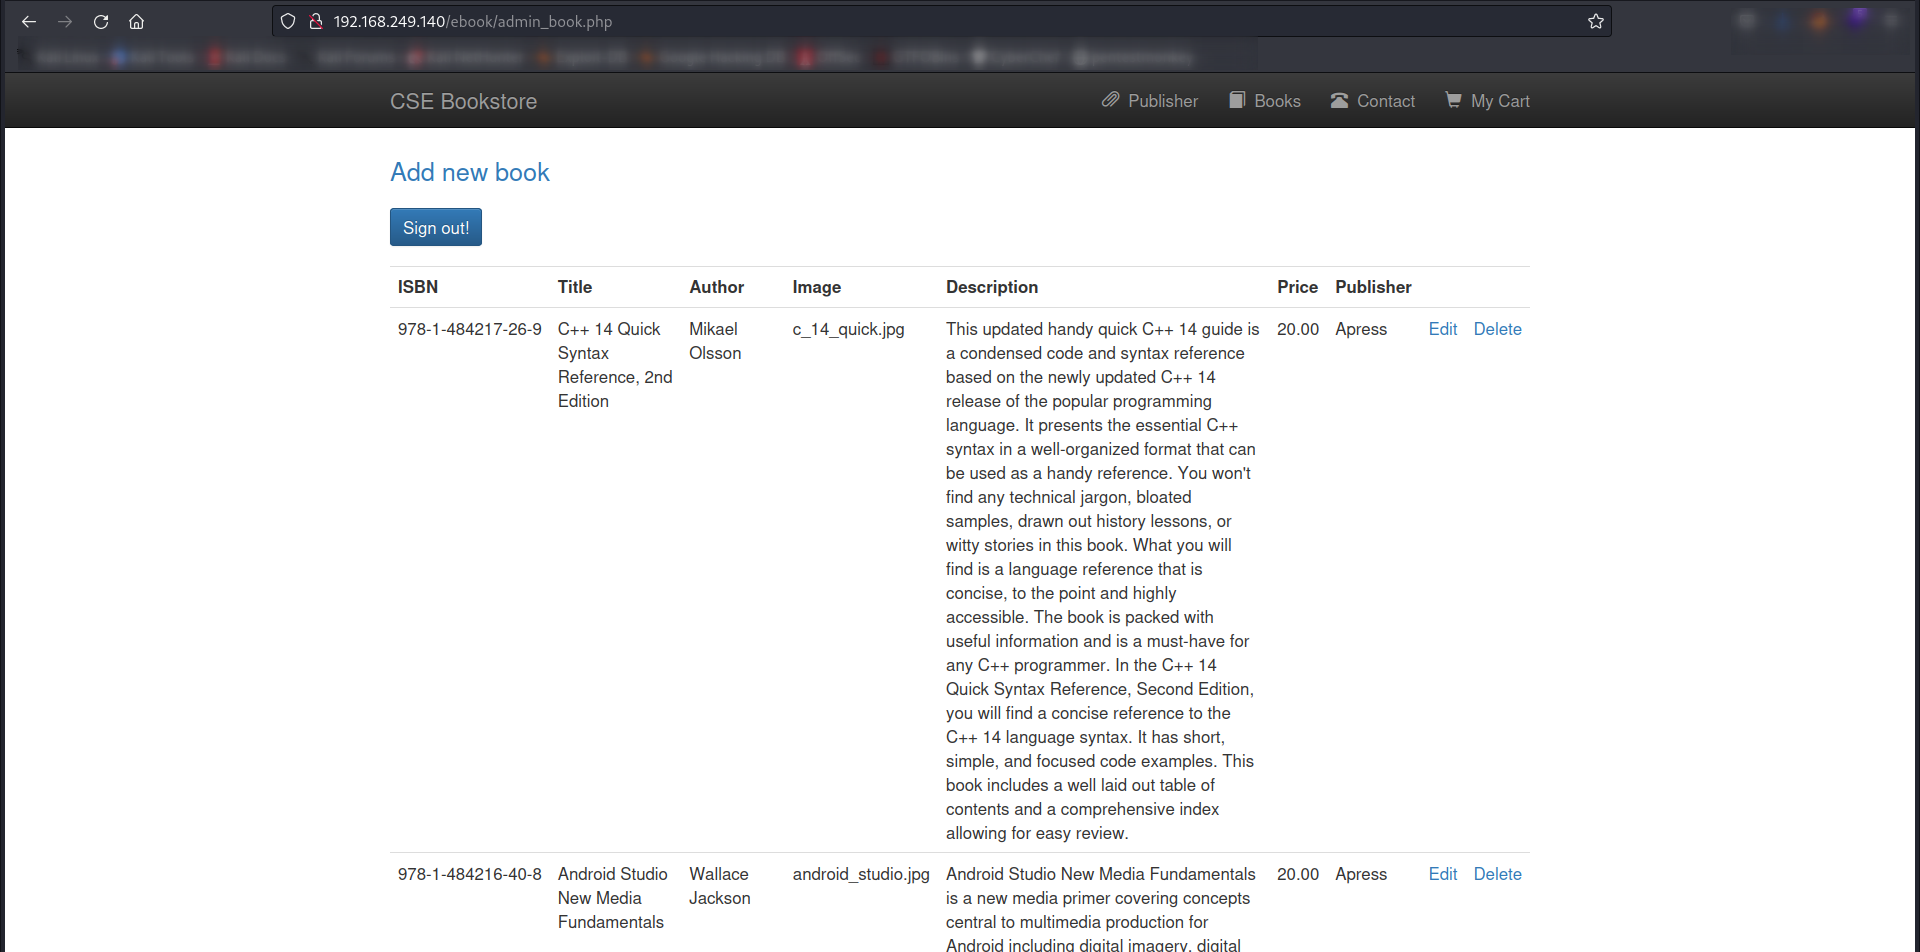 192.168.249.140/ebook/admin_book.php
CSE Bookstore
Publisher
Books
Contact
My Cart
Add new book
Sign out!
ISBN Title Author Image Description Price Publisher
978-1-484217-26-9
C++ 14 Quick
Syntax
Reference, 2nd
Edition
Mikael
Olsson
c_14_quick.jpg
This updated handy quick C++ 14 guide is
a condensed code and syntax reference
based on the newly updated C++ 14
release of the popular programming
language. It presents the essential C++
syntax in a well-organized format that can
be used as a handy reference. You won't
find any technical jargon, bloated
samples, drawn out history lessons, or
witty stories in this book. What you will
find is a language reference that is
concise, to the point and highly
accessible. The book is packed with
useful information and is a must-have for
any C++ programmer. In the C++ 14
Quick Syntax Reference, Second Edition,
you will find a concise reference to the
C++ 14 language syntax. It has short,
simple, and focused code examples. This
book includes a well laid out table of
contents and a comprehensive index
allowing for easy review.
20.00
Apress
Edit
Delete
978-1-484216-40-8
Android Studio
New Media
Fundamentals
Wallace
Jackson
android_studio.jpg
Android Studio New Media Fundamentals
is a new media primer covering concepts
central to multimedia production for
Android including digital imagery, digital
20.00
Apress
Edit
Delete